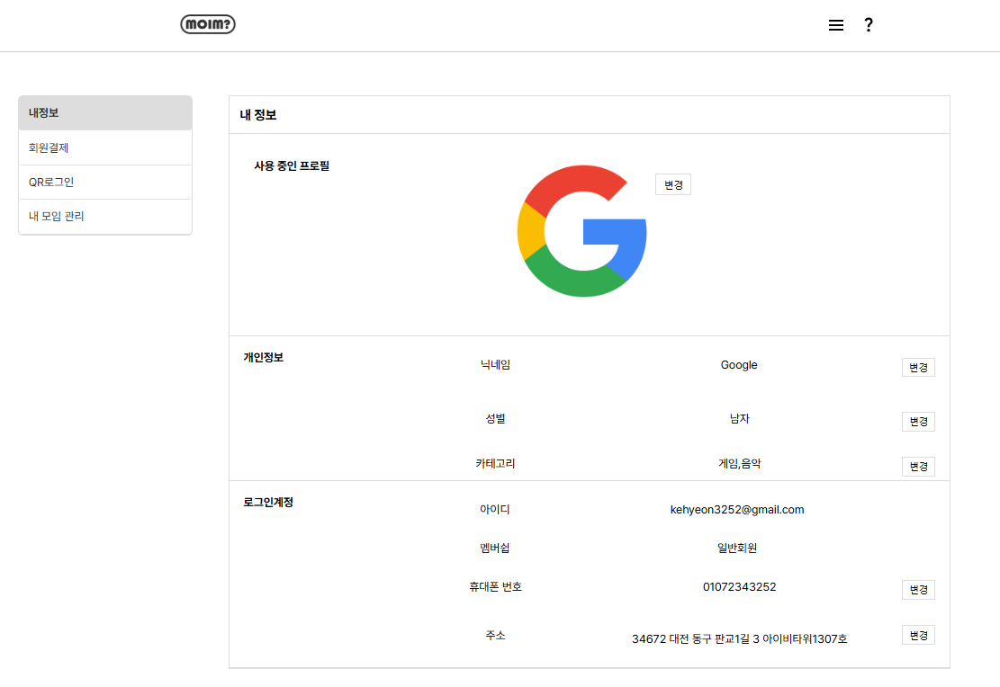 MOIM?
?
내정보
회원결제
QR로그인
내 모임 관리
내 정보
사용 중인 프로필
변경
개인정보
닉네임 Google 변경
성별 남자 변경
카테고리 게임,음악 변경
로그인계정
아이디 kehyeon3252@gmail.com
멤버쉽 일반회원
휴대폰 번호 01072343252 변경
주소 34672 대전 동구 판교1길 3 아이비타워1307호 변경